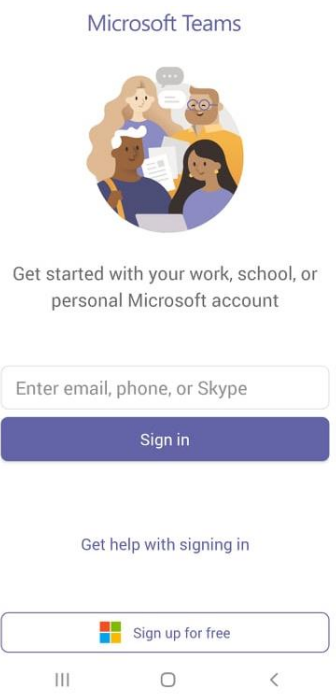 Microsoft Teams
Get started with your work, school, or
personal Microsoft account
Enter email, phone, or Skype
Sign in
Get help with signing in
Sign up for free